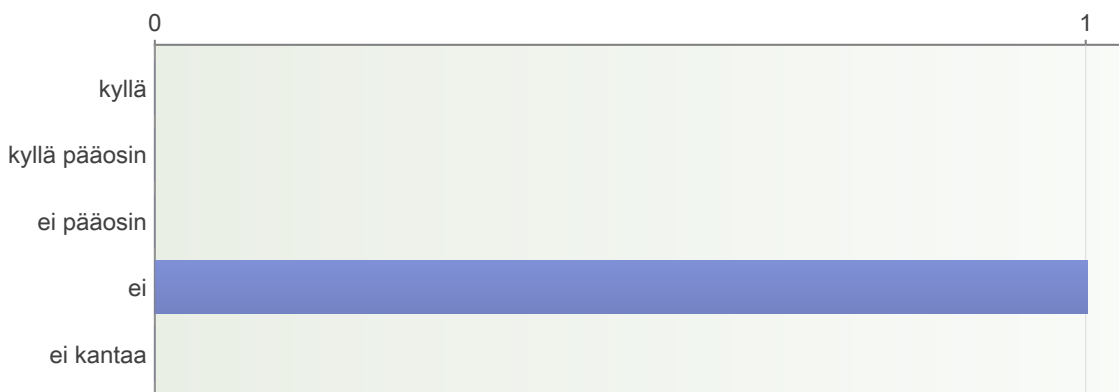 0 1
kyllä
kyllä pääosin
ei pääosin
ei
ei kantaa